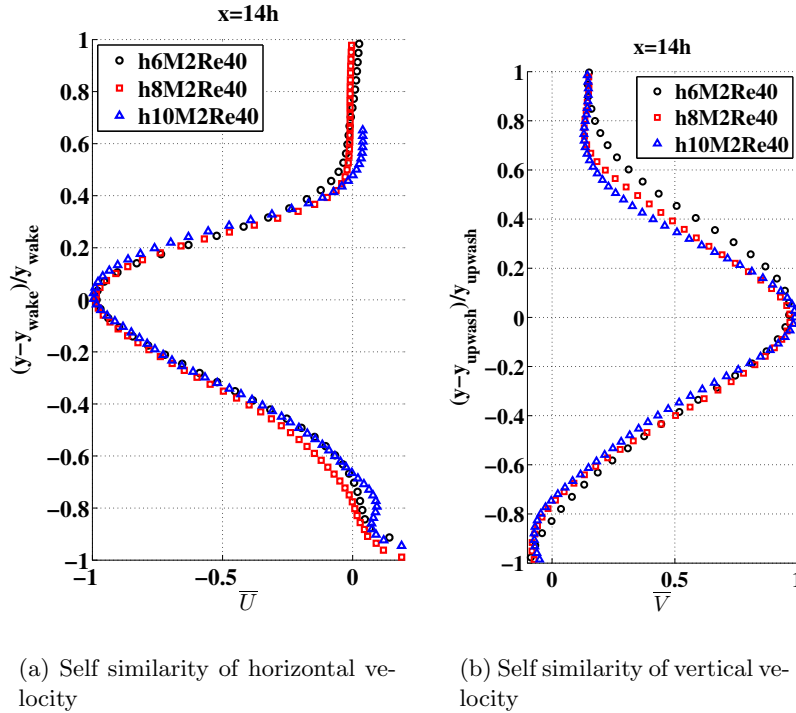 x=14h
h6M2Re40
h8M2Re40
h10M2Re40
1
0.8
0.6
0.4
0.2
0
−0.2
−0.4
−0.6
−0.8
−1
−1
−0.5
0
(y−y_wake)/y_wake
U
(a) Self similarity of horizontal ve-
locity
x=14h
h6M2Re40
h8M2Re40
h10M2Re40
1
0.8
0.6
0.4
0.2
0
−0.2
−0.4
−0.6
−0.8
−1
0
0.5
1
(y−y_upwash)/y_upwash
V
(b) Self similarity of vertical ve-
locity